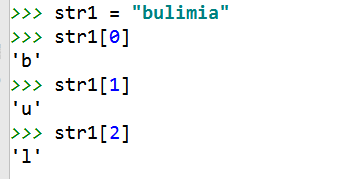 >>> str1 = "bulimia"
>>> str1[0]
'b'
>>> str1[1]
'u'
>>> str1[2]
'l'